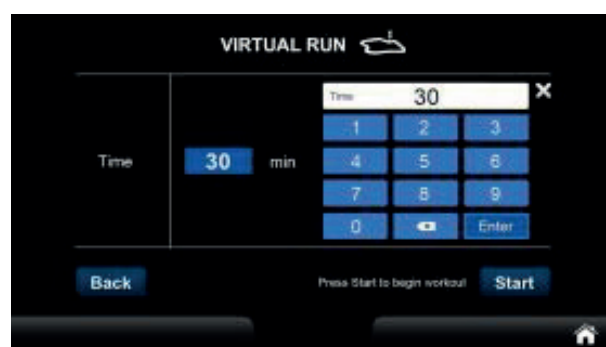 VIRTUAL RUN
Time 30
1 2 3
Time 30 min 4 5 6
7 8 9
0 Enter
Back Press Start to begin workout Start